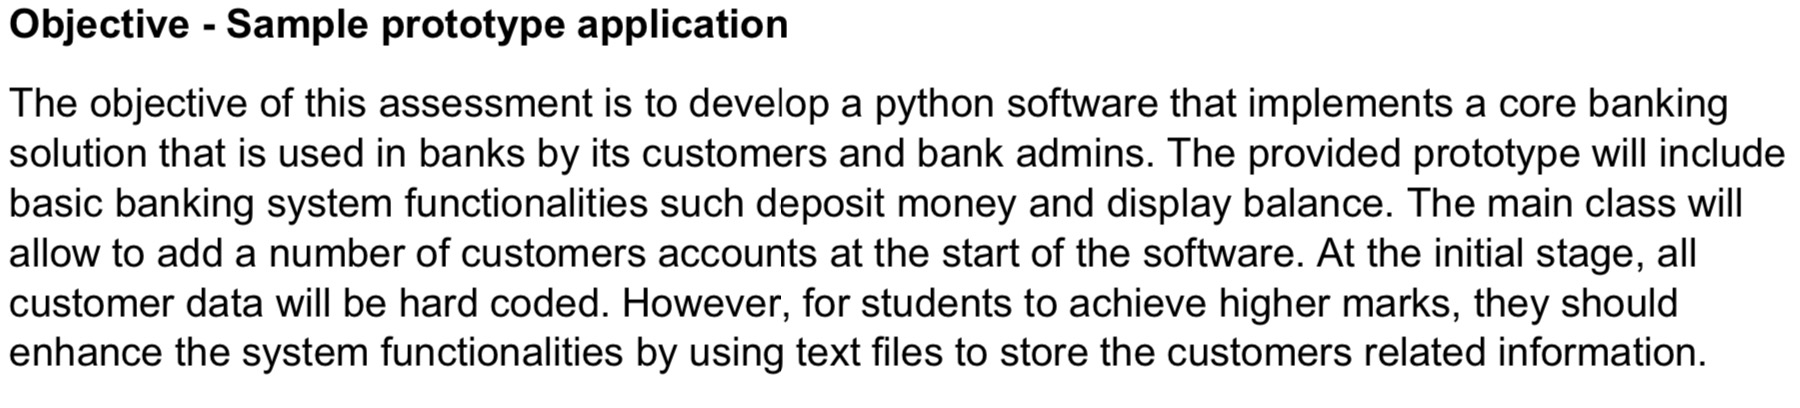 Objective - Sample prototype application
The objective of this assessment is to develop a python software that implements a core banking
solution that is used in banks by its customers and bank admins. The provided prototype will include
basic banking system functionalities such deposit money and display balance. The main class will
allow to add a number of customers accounts at the start of the software. At the initial stage, all
customer data will be hard coded. However, for students to achieve higher marks, they should
enhance the system functionalities by using text files to store the customers related information.